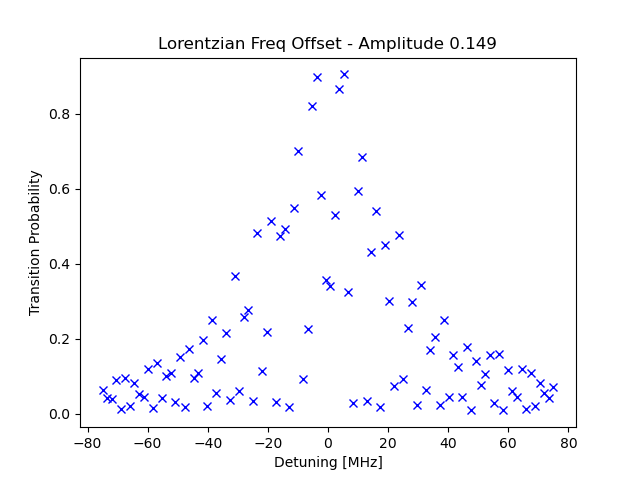 Lorentzian Freq Offset - Amplitude 0.149
Transition Probability
0.8
0.6
0.4
0.2
0.0
−80 −60 −40 −20 0 20 40 60 80
Detuning [MHz]